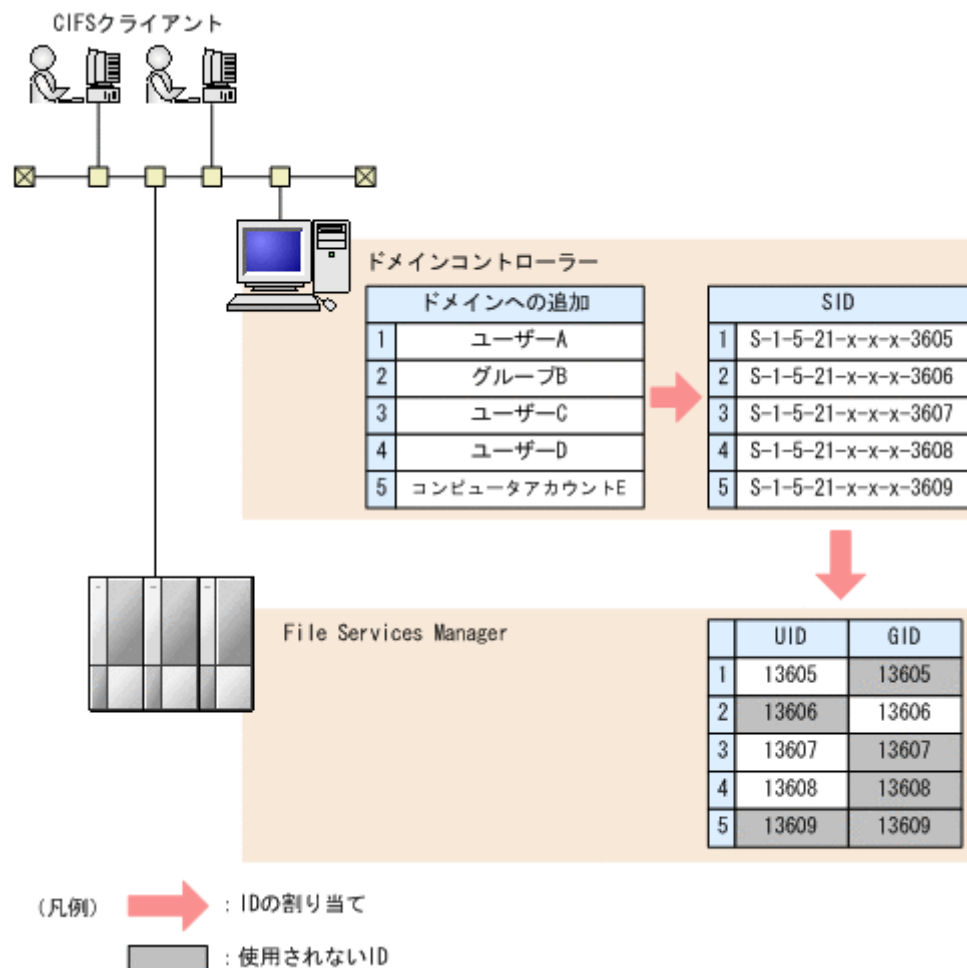 CIFSクライアント
ドメインコントローラー
ドメインへの追加
1 ユーザーA
2 グループB
3 ユーザーC
4 ユーザーD
5 コンピュータアカウントE
SID
1 S-1-5-21-x-x-x-3605
2 S-1-5-21-x-x-x-3606
3 S-1-5-21-x-x-x-3607
4 S-1-5-21-x-x-x-3608
5 S-1-5-21-x-x-x-3609
File Services Manager
UID GID
1 13605 13605
2 13606 13606
3 13607 13607
4 13608 13608
5 13609 13609
(凡例) : IDの割り当て
: 使用されないID